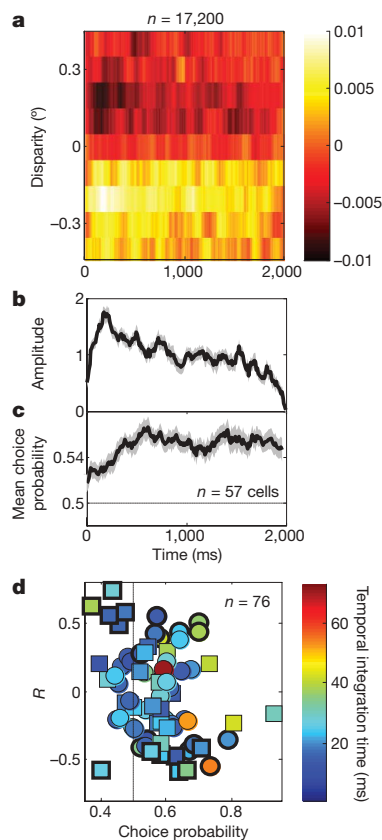 a
n = 17,200
Disparity (°)
0.3
0
−0.3
0
1,000
2,000
0.01
0.005
0
−0.005
−0.01
b
Amplitude
2
1
0
c
Mean choice
probability
0.54
0.5
n = 57 cells
0
1,000
2,000
Time (ms)
d
n = 76
R
0.5
0
−0.5
0.4
0.6
0.8
Choice probability
60
40
20
Temporal integration time (ms)